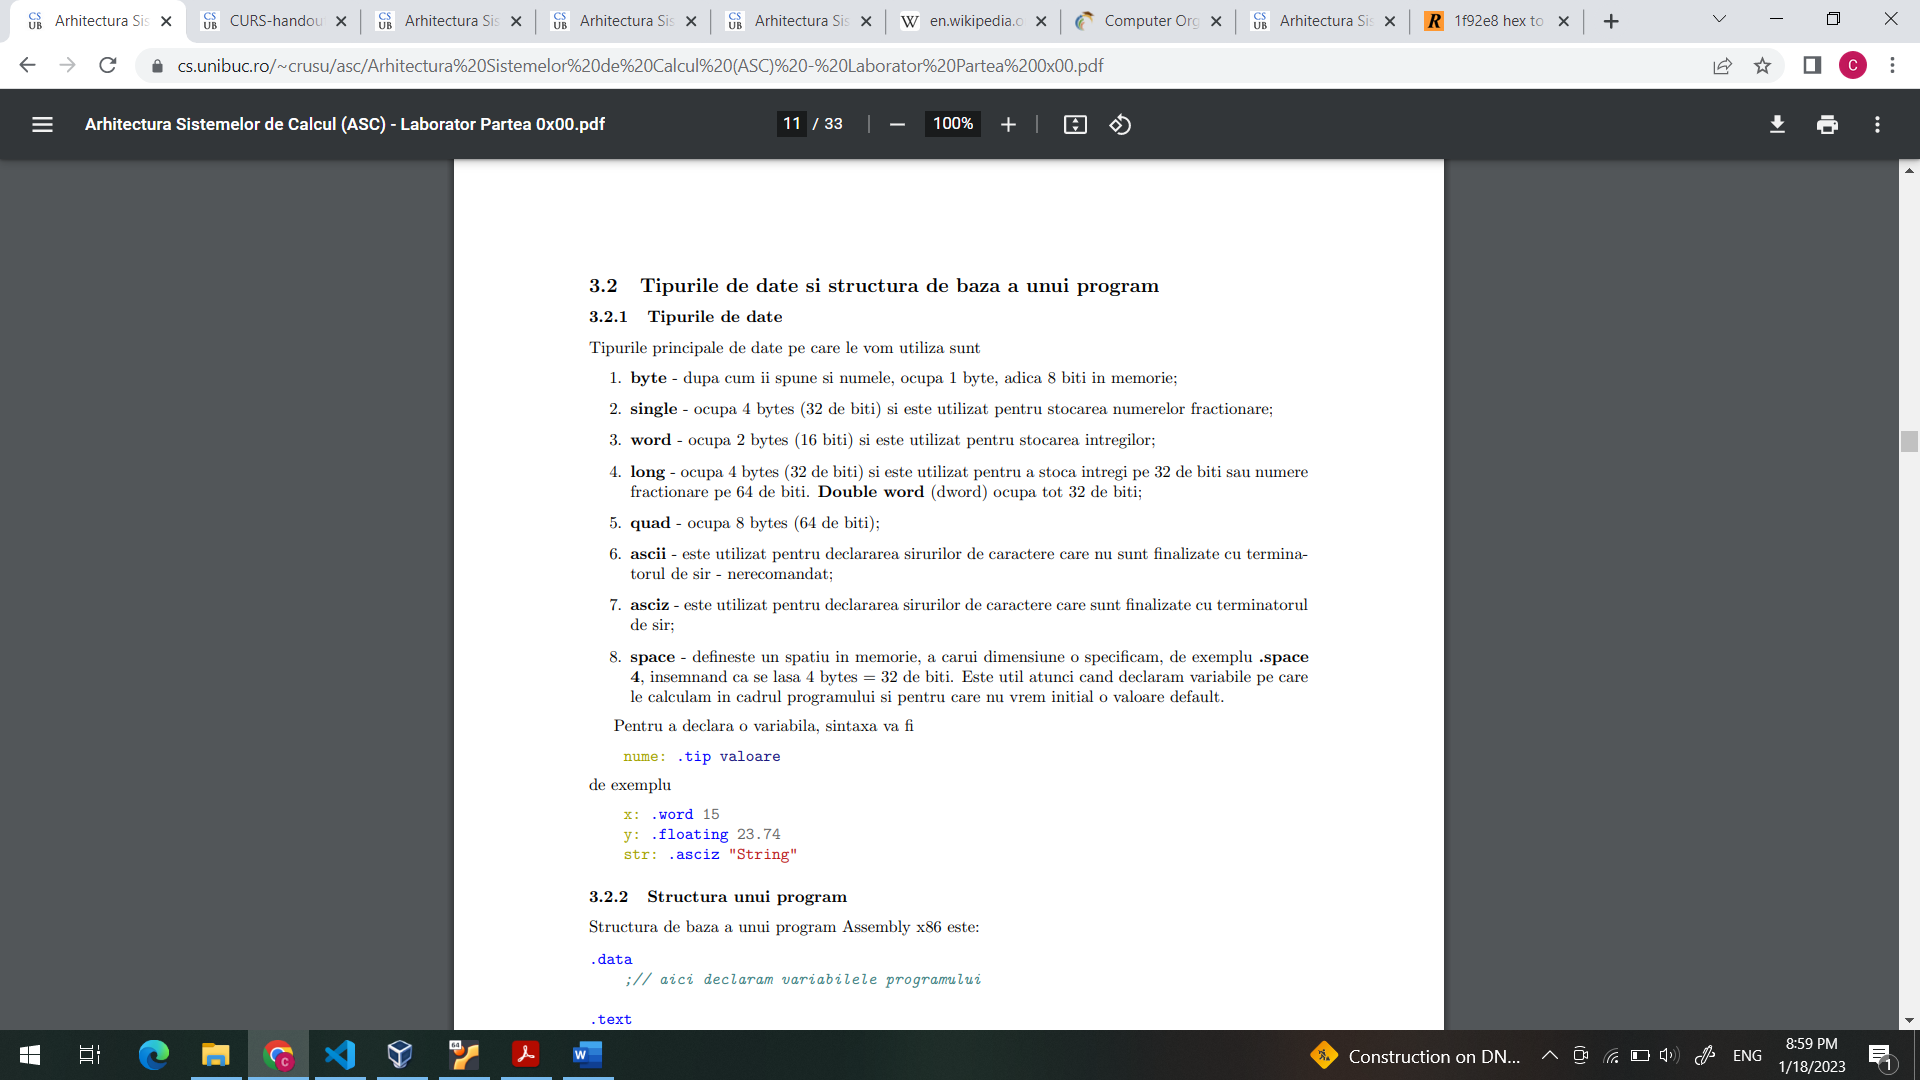 Arhitectura Sis
CURS-handou
Arhitectura Sis
Arhitectura Sis
Arhitectura Sis
en.wikipedia.o
Computer Org
Arhitectura Sis
1f92e8 hex to
cs.unibuc.ro/~crusu/asc/Arhitectura%20Sistemelor%20de%20Calcul%20(ASC)%20-%20Laborator%20Partea%200x00.pdf
C
Arhitectura Sistemelor de Calcul (ASC) - Laborator Partea 0x00.pdf
11 / 33
100%
3.2 Tipurile de date si structura de baza a unui program
3.2.1 Tipurile de date
Tipurile principale de date pe care le vom utiliza sunt
1. byte - dupa cum ii spune si numele, ocupa 1 byte, adica 8 biti in memorie;
2. single - ocupa 4 bytes (32 de biti) si este utilizat pentru stocarea numerelor fractionare;
3. word - ocupa 2 bytes (16 biti) si este utilizat pentru stocarea intregilor;
4. long - ocupa 4 bytes (32 de biti) si este utilizat pentru a stoca intregi pe 32 de biti sau numere
fractionare pe 64 de biti. Double word (dword) ocupa tot 32 de biti;
5. quad - ocupa 8 bytes (64 de biti);
6. ascii - este utilizat pentru declararea sirurilor de caractere care nu sunt finalizate cu termina-
torul de sir - nerecomandat;
7. asciz - este utilizat pentru declararea sirurilor de caractere care sunt finalizate cu terminatorul
de sir;
8. space - defineste un spatiu in memorie, a carui dimensiune o specificam, de exemplu .space
4, insemnand ca se lasa 4 bytes = 32 de biti. Este util atunci cand declaram variabile pe care
le calculam in cadrul programului si pentru care nu vrem initial o valoare default.
Pentru a declara o variabila, sintaxa va fi
nume: .tip valoare
de exemplu
x: .word 15
y: .floating 23.74
str: .asciz "String"
3.2.2 Structura unui program
Structura de baza a unui program Assembly x86 este:
.data
;// aici declaram variabilele programului
.text
Construction on DN...
ENG
8:59 PM
1/18/2023
1